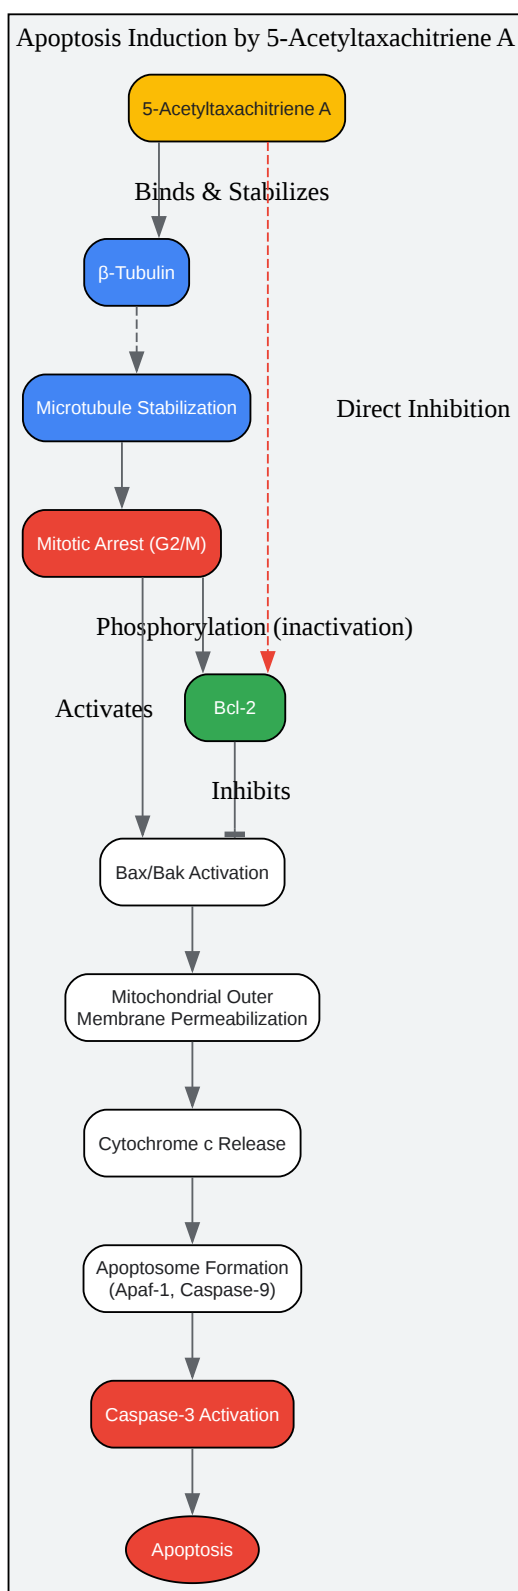 Apoptosis Induction by 5-Acetyltaxachitriene A
5-Acetyltaxachitriene A
Binds & Stabilizes
β-Tubulin
Microtubule Stabilization
Direct Inhibition
Mitotic Arrest (G2/M)
Phosphorylation (inactivation)
Activates
Bcl-2
Inhibits
Bax/Bak Activation
Mitochondrial Outer
Membrane Permeabilization
Cytochrome c Release
Apoptosome Formation
(Apaf-1, Caspase-9)
Caspase-3 Activation
Apoptosis